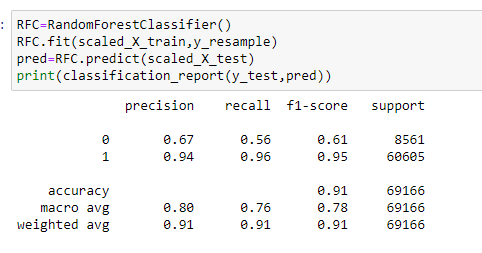 : RFC=RandomForestClassifier()
RFC.fit(scaled_X_train,y_resample)
pred=RFC.predict(scaled_X_test)
print(classification_report(y_test,pred))
precision recall f1-score support
0 0.67 0.56 0.61 8561
1 0.94 0.96 0.95 60605
accuracy 0.91 69166
macro avg 0.80 0.76 0.78 69166
weighted avg 0.91 0.91 0.91 69166